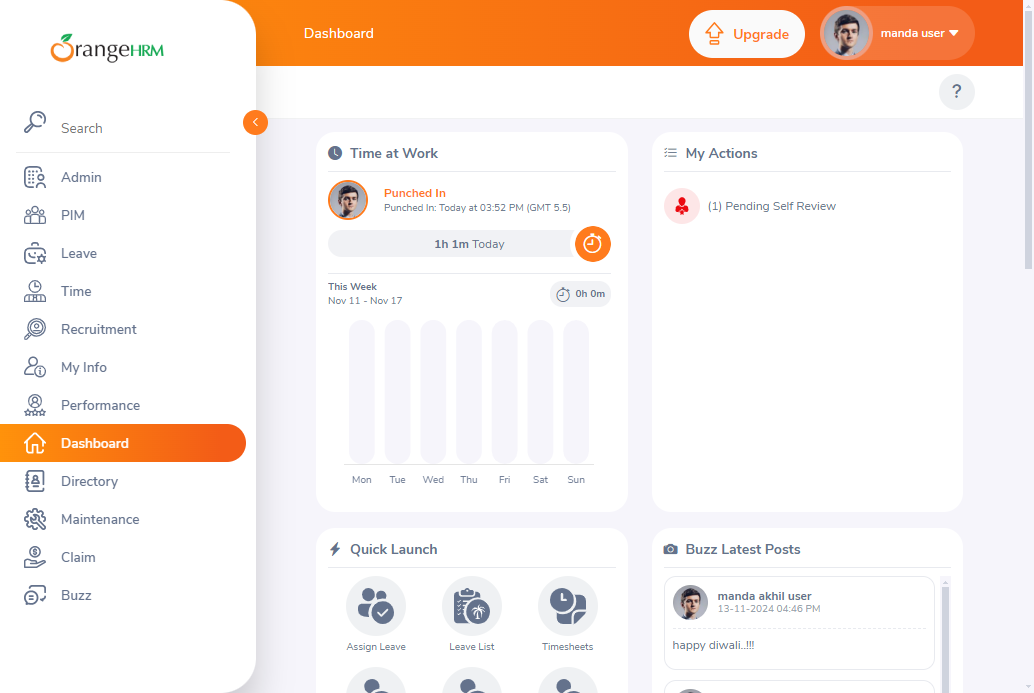 OrangeHRM
Dashboard
Upgrade
manda user
?
Search
Admin
PIM
Leave
Time
Recruitment
My Info
Performance
Dashboard
Directory
Maintenance
Claim
Buzz
Time at Work
Punched In
Punched In: Today at 03:52 PM (GMT 5.5)
1h 1m Today
This Week
Nov 11 - Nov 17
0h 0m
Mon Tue Wed Thu Fri Sat Sun
My Actions
(1) Pending Self Review
Quick Launch
Assign Leave
Leave List
Timesheets
Buzz Latest Posts
manda akhil user
13-11-2024 04:46 PM
happy diwali..!!!